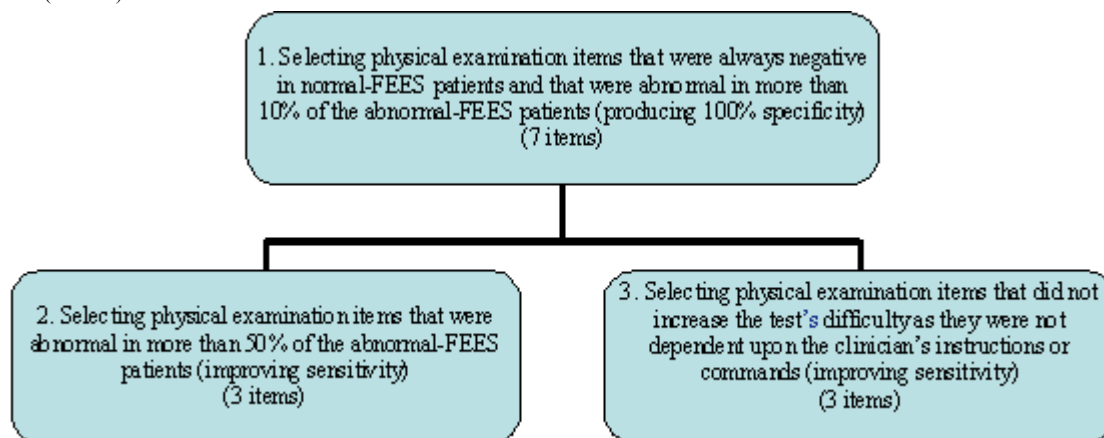 1. Selecting physical examination items that were always negative
in normal-FEES patients and that were abnormal in more than
10% of the abnormal-FEES patients (producing 100% specificity)
(7 items)
2. Selecting physical examination items that were
abnormal in more than 50% of the abnormal-FEES
patients (improving sensitivity)
(3 items)
3. Selecting physical examination items that did not
increase the test's difficulty as they were not
dependent upon the clinician's instructions or
commands (improving sensitivity)
(3 items)